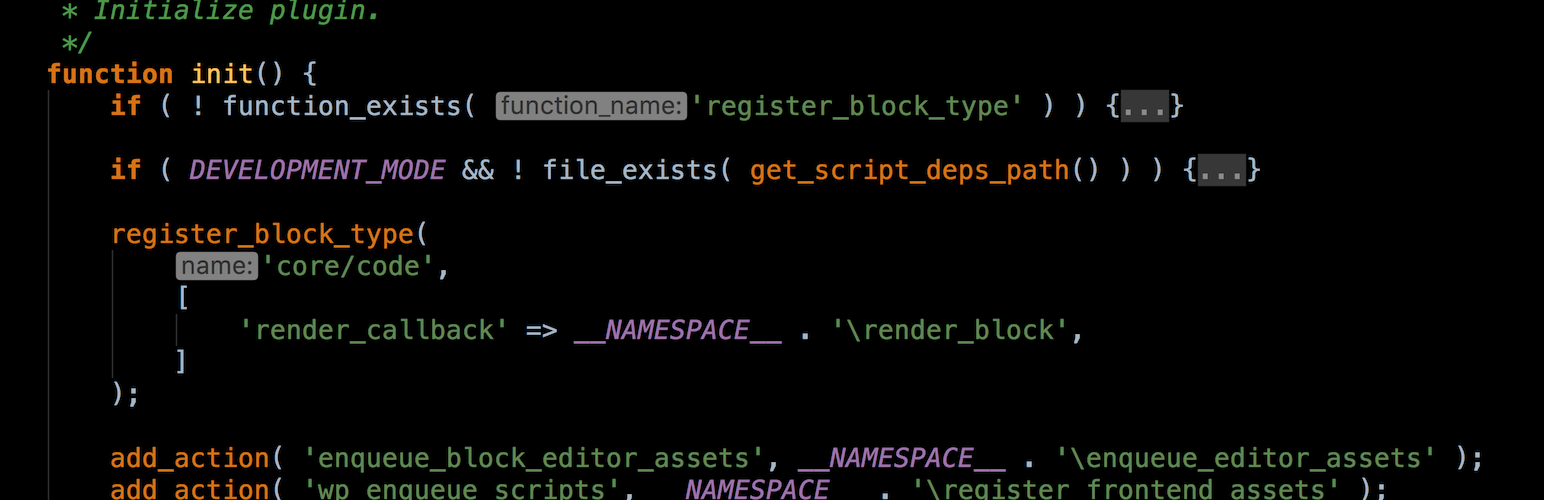 * Initialize plugin.
*/
function init() {
if ( ! function_exists( function_name: 'register_block_type' ) ) {...}
if ( DEVELOPMENT_MODE && ! file_exists( get_script_deps_path() ) ) {...}
register_block_type(
name: 'core/code',
[
'render_callback' => __NAMESPACE__ . '\render_block',
]
);
add_action( 'enqueue_block_editor_assets', __NAMESPACE__ . '\enqueue_editor_assets' );
add_action( 'wp_enqueue_scripts', __NAMESPACE__ . '\register_frontend_assets' );